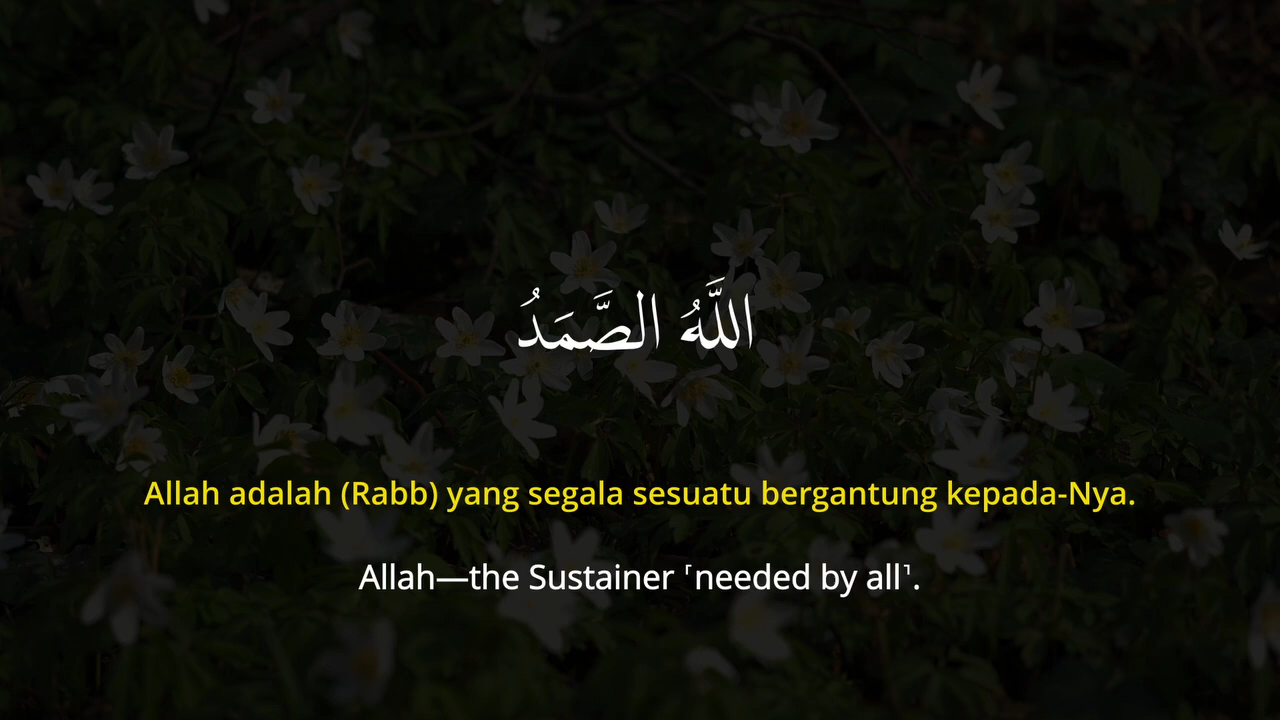 اللَّهُ الصَّمَدُ
Allah adalah (Rabb) yang segala sesuatu bergantung kepada-Nya.
Allah—the Sustainer ˹needed by all˺.